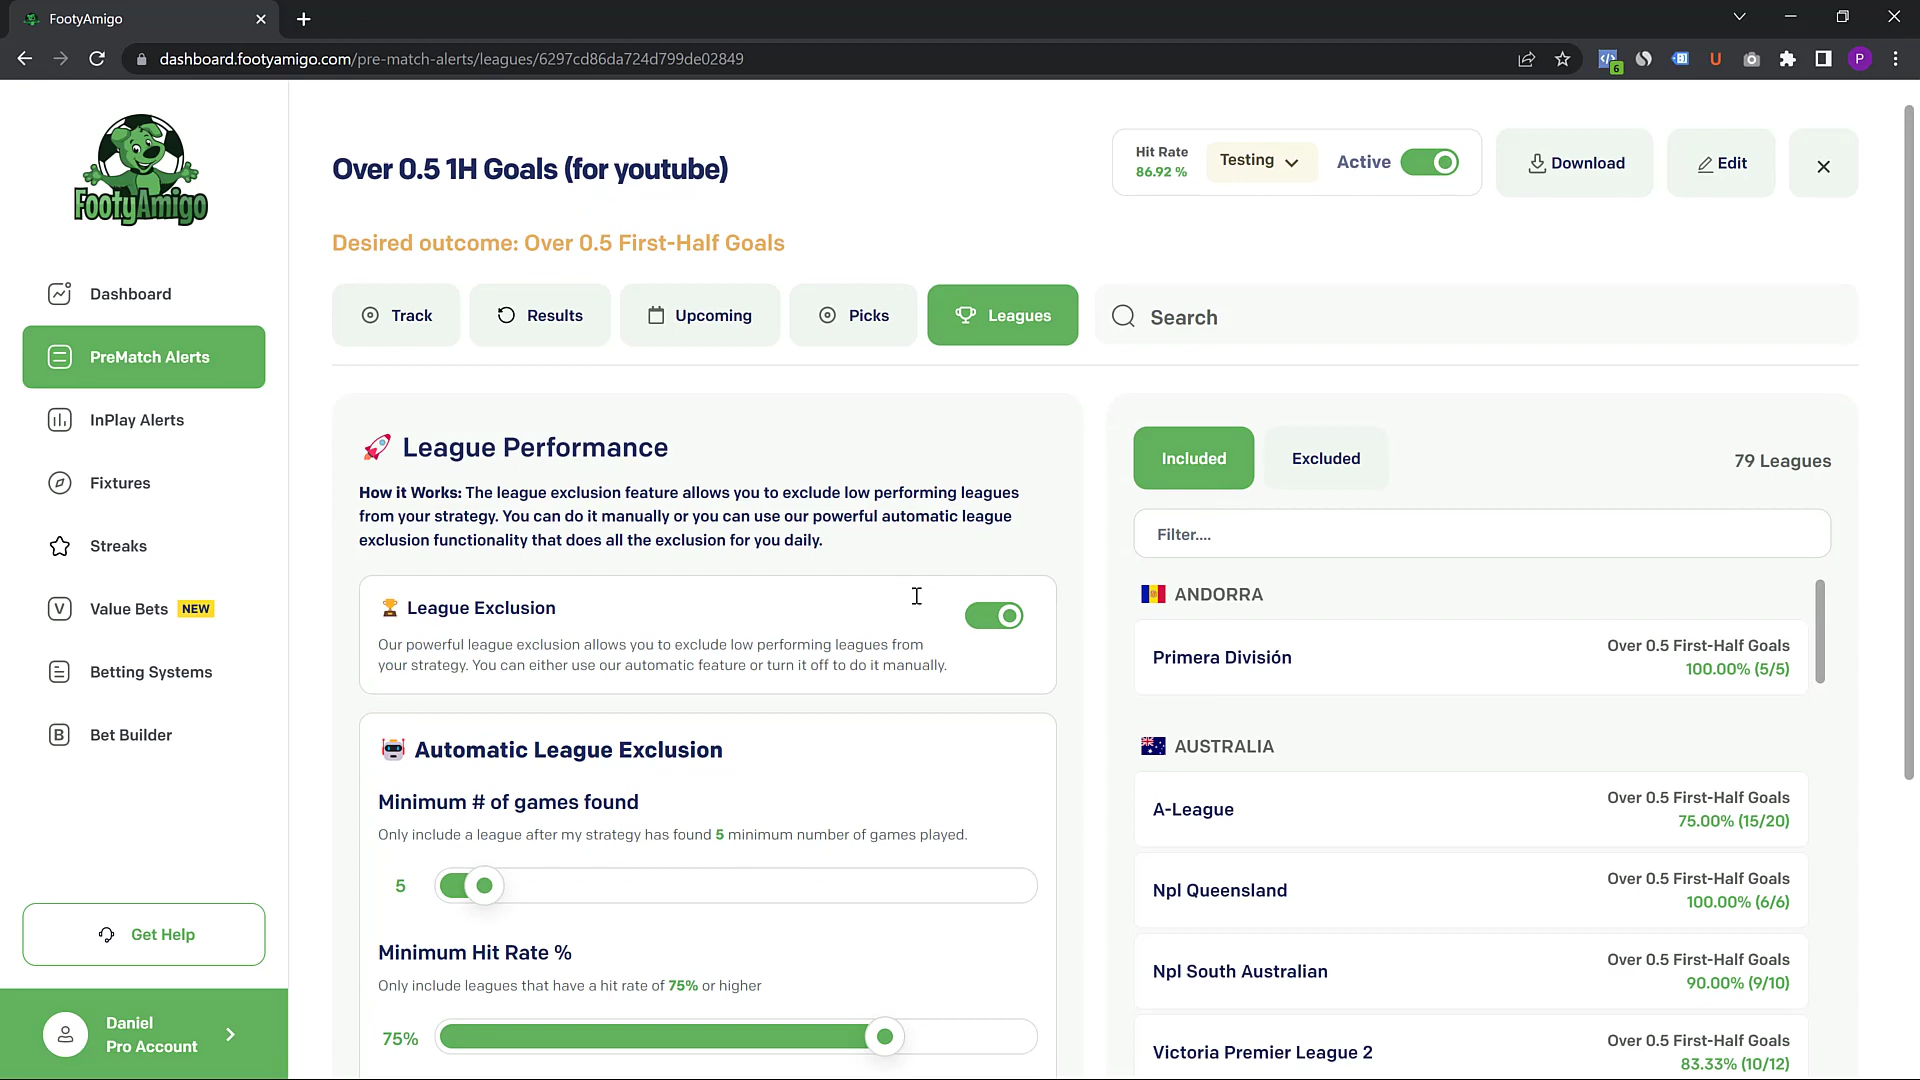 FootyAmigo
dashboard.footyamigo.com/pre-match-alerts/leagues/6297cd86da724d799de02849
6
U
P
FootyAmigo
Dashboard
PreMatch Alerts
InPlay Alerts
Fixtures
Streaks
V Value Bets NEW
Betting Systems
B Bet Builder
Get Help
Daniel
Pro Account
Over 0.5 1H Goals (for youtube)
Hit Rate
86.92 %
Testing
Active
Download
Edit
Desired outcome: Over 0.5 First-Half Goals
Track
Results
Upcoming
Picks
Leagues
Search
🚀 League Performance
How it Works: The league exclusion feature allows you to exclude low performing leagues
from your strategy. You can do it manually or you can use our powerful automatic league
exclusion functionality that does all the exclusion for you daily.
🏆 League Exclusion
Our powerful league exclusion allows you to exclude low performing leagues from
your strategy. You can either use our automatic feature or turn it off to do it manually.
🤖 Automatic League Exclusion
Minimum # of games found
Only include a league after my strategy has found 5 minimum number of games played.
5
Minimum Hit Rate %
Only include leagues that have a hit rate of 75% or higher
75%
Included
Excluded
79 Leagues
Filter....
ANDORRA
Primera División
Over 0.5 First-Half Goals
100.00% (5/5)
AUSTRALIA
A-League
Over 0.5 First-Half Goals
75.00% (15/20)
Npl Queensland
Over 0.5 First-Half Goals
100.00% (6/6)
Npl South Australian
Over 0.5 First-Half Goals
90.00% (9/10)
Victoria Premier League 2
Over 0.5 First-Half Goals
83.33% (10/12)